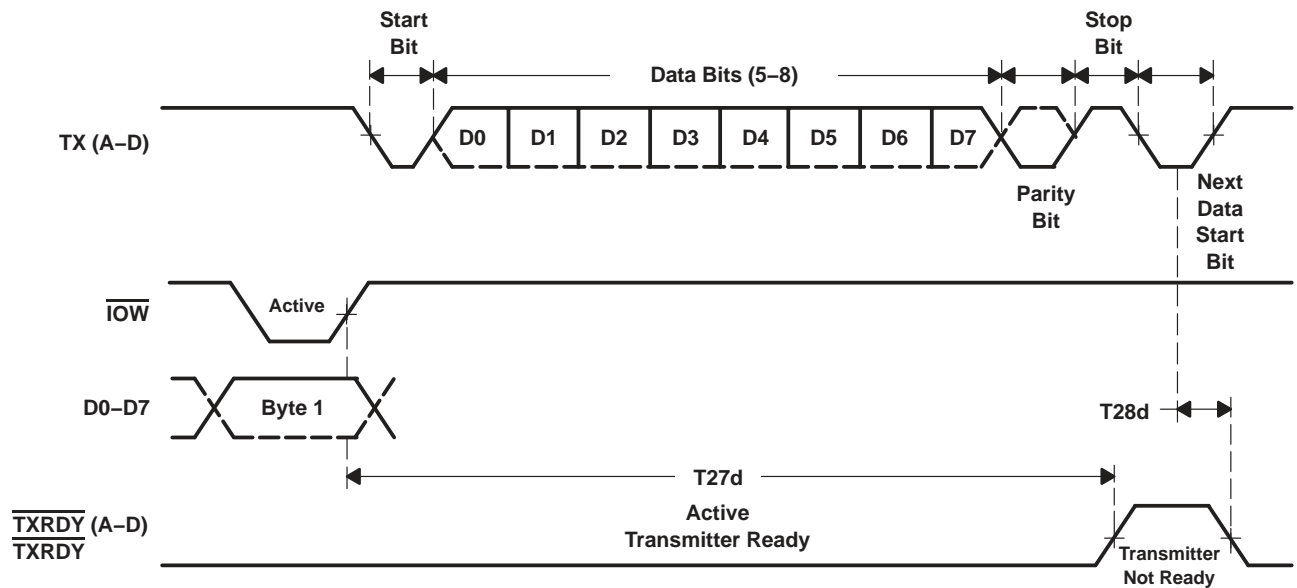 Start
Bit
Stop
Bit
Data Bits (5–8)
TX (A–D)
D0 D1 D2 D3 D4 D5 D6 D7
Parity
Bit
Next
Data
Start
Bit
IOW
Active
D0–D7
Byte 1
T28d
T27d
TXRDY (A–D)
TXRDY
Active
Transmitter Ready
Transmitter
Not Ready